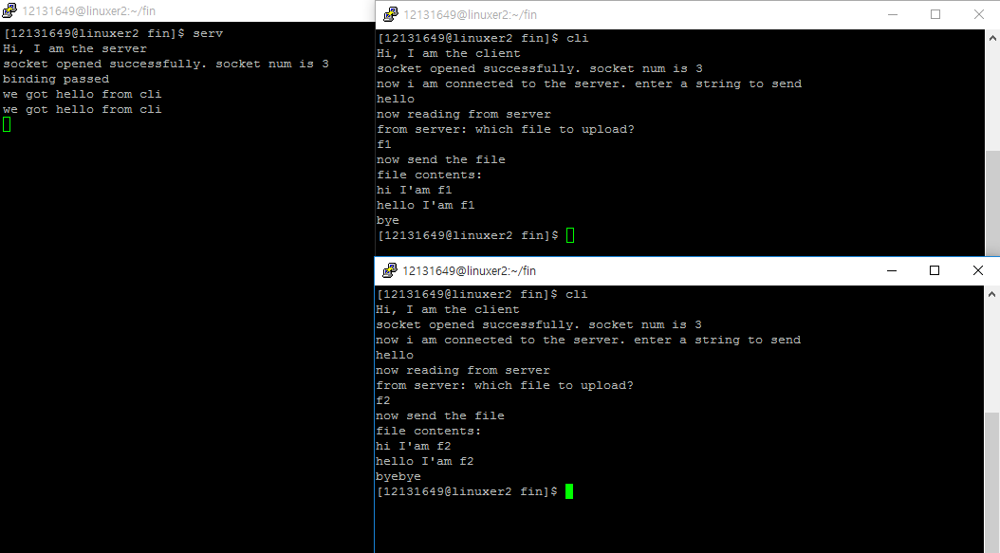 12131649@linuxer2:~/fin
[12131649@linuxer2 fin]$ serv
Hi, I am the server
socket opened successfully. socket num is 3
binding passed
we got hello from cli
we got hello from cli
12131649@linuxer2:~/fin
[12131649@linuxer2 fin]$ cli
Hi, I am the client
socket opened successfully. socket num is 3
now i am connected to the server. enter a string to send
hello
now reading from server
from server: which file to upload?
f1
now send the file
file contents:
hi I'am f1
hello I'am f1
bye
[12131649@linuxer2 fin]$
12131649@linuxer2:~/fin
[12131649@linuxer2 fin]$ cli
Hi, I am the client
socket opened successfully. socket num is 3
now i am connected to the server. enter a string to send
hello
now reading from server
from server: which file to upload?
f2
now send the file
file contents:
hi I'am f2
hello I'am f2
byebye
[12131649@linuxer2 fin]$